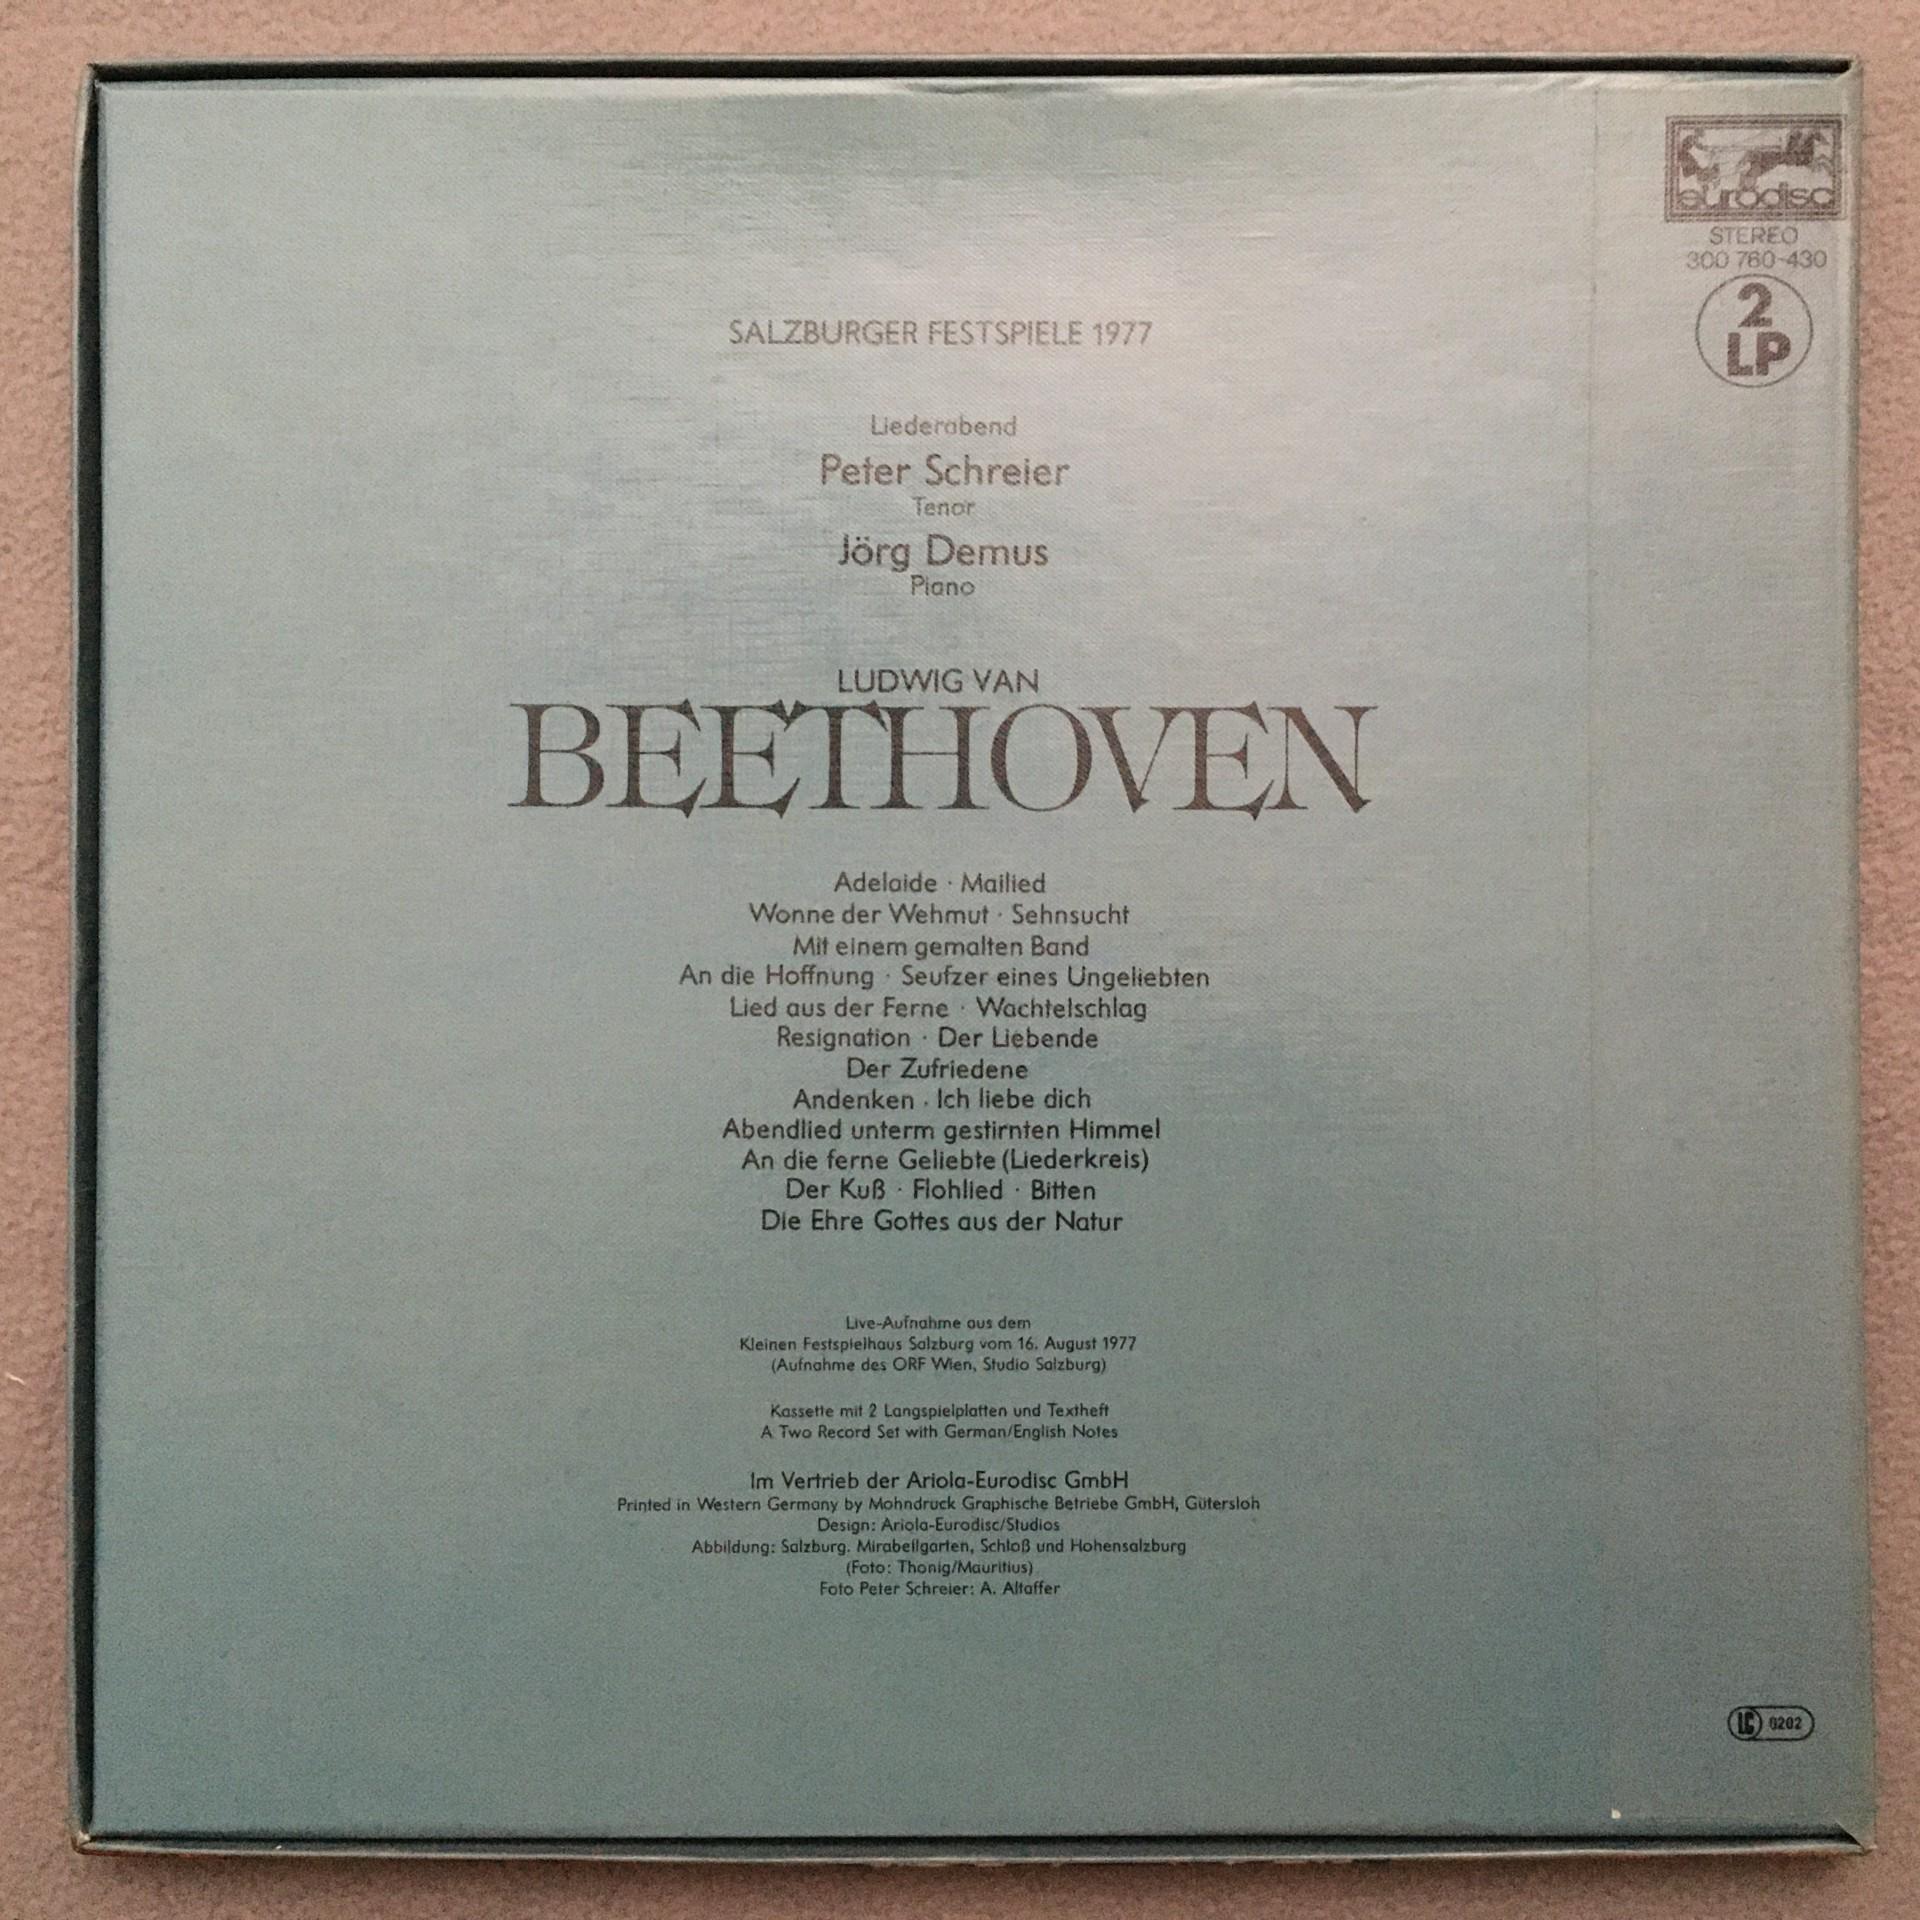 eurodisc
STEREO
300 760-430
2
LP
SALZBURGER FESTSPIELE 1977
Liederabend
Peter Schreier
Tenor
Jörg Demus
Piano
LUDWIG VAN
BEETHOVEN
Adelaide · Mailied
Wonne der Wehmut · Sehnsucht
Mit einem gemalten Band
An die Hoffnung · Seufzer eines Ungeliebten
Lied aus der Ferne · Wachtelschlag
Resignation · Der Liebende
Der Zufriedene
Andenken · Ich liebe dich
Abendlied unterm gestirnten Himmel
An die ferne Geliebte (Liederkreis)
Der Kuß · Flohlied · Bitten
Die Ehre Gottes aus der Natur
Live-Aufnahme aus dem
Kleinen Festspielhaus Salzburg vom 16. August 1977
(Aufnahme des ORF Wien, Studio Salzburg)
Kassette mit 2 Langspielplatten und Textheft
A Two Record Set with German/English Notes
Im Vertrieb der Ariola-Eurodisc GmbH
Printed in Western Germany by Mohndruck Graphische Betriebe GmbH, Gütersloh
Design: Ariola-Eurodisc/Studios
Abbildung: Salzburg. Mirabellgarten, Schloß und Hohensalzburg
(Foto: Thonig/Mauritius)
Foto Peter Schreier: A. Altaffer
LC 0202